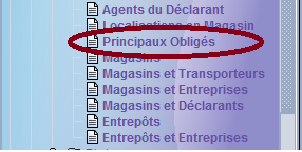 Agents du Déclarant
Localisations en Magasin
Principaux Obligés
Magasins
Magasins et Transporteurs
Magasins et Entreprises
Magasins et Déclarants
Entrepôts
Entrepôts et Entreprises